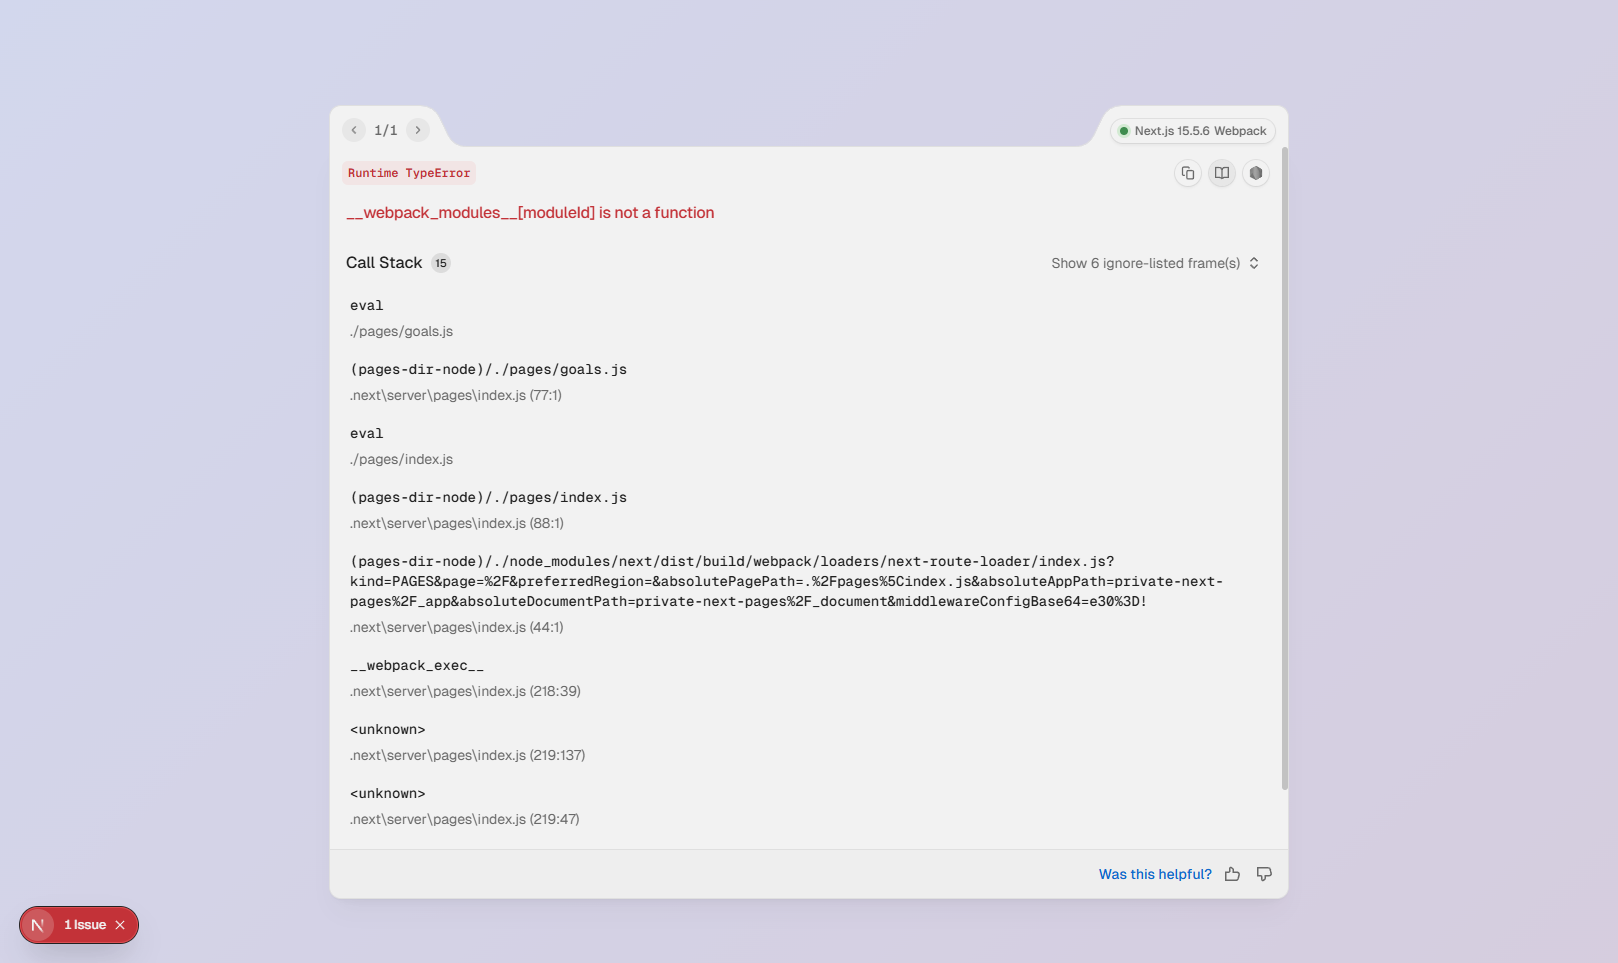 1/1
Next.js 15.5.6 Webpack
Runtime TypeError
__webpack_modules__[moduleId] is not a function
Call Stack 15
Show 6 ignore-listed frame(s)
eval
./pages/goals.js
(pages-dir-node)/./pages/goals.js
.next\server\pages\index.js (77:1)
eval
./pages/index.js
(pages-dir-node)/./pages/index.js
.next\server\pages\index.js (88:1)
(pages-dir-node)/./node_modules/next/dist/build/webpack/loaders/next-route-loader/index.js?
kind=PAGES&page=%2F&preferredRegion=&absolutePagePath=.%2Fpages%5Cindex.js&absoluteAppPath=private-next-
pages%2F_app&absoluteDocumentPath=private-next-pages%2F_document&middlewareConfigBase64=e30%3D!
.next\server\pages\index.js (44:1)
__webpack_exec__
.next\server\pages\index.js (218:39)
<unknown>
.next\server\pages\index.js (219:137)
<unknown>
.next\server\pages\index.js (219:47)
Was this helpful?
N 1 Issue